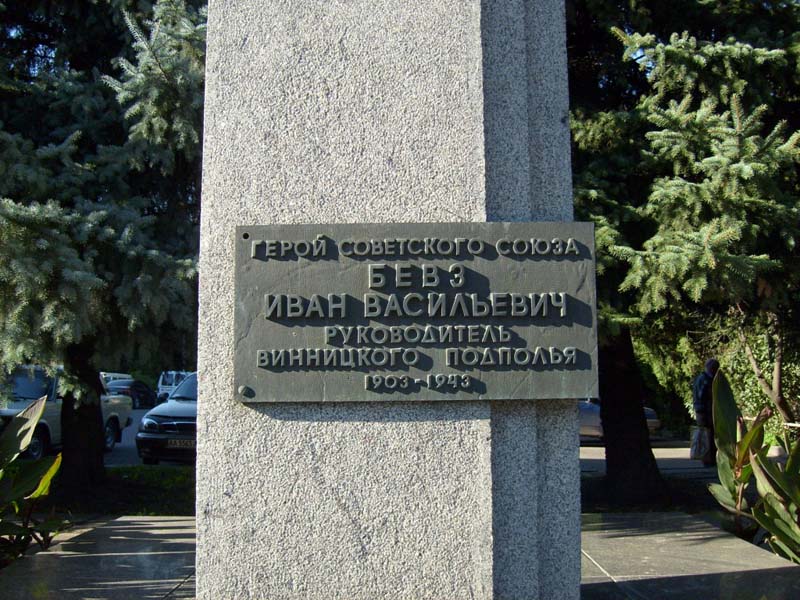 ГЕРОЙ СОВЕТСКОГО СОЮЗА
БЕВЗ
ИВАН ВАСИЛЬЕВИЧ
РУКОВОДИТЕЛЬ
ВИННИЦКОГО ПОДПОЛЬЯ
1903-1943